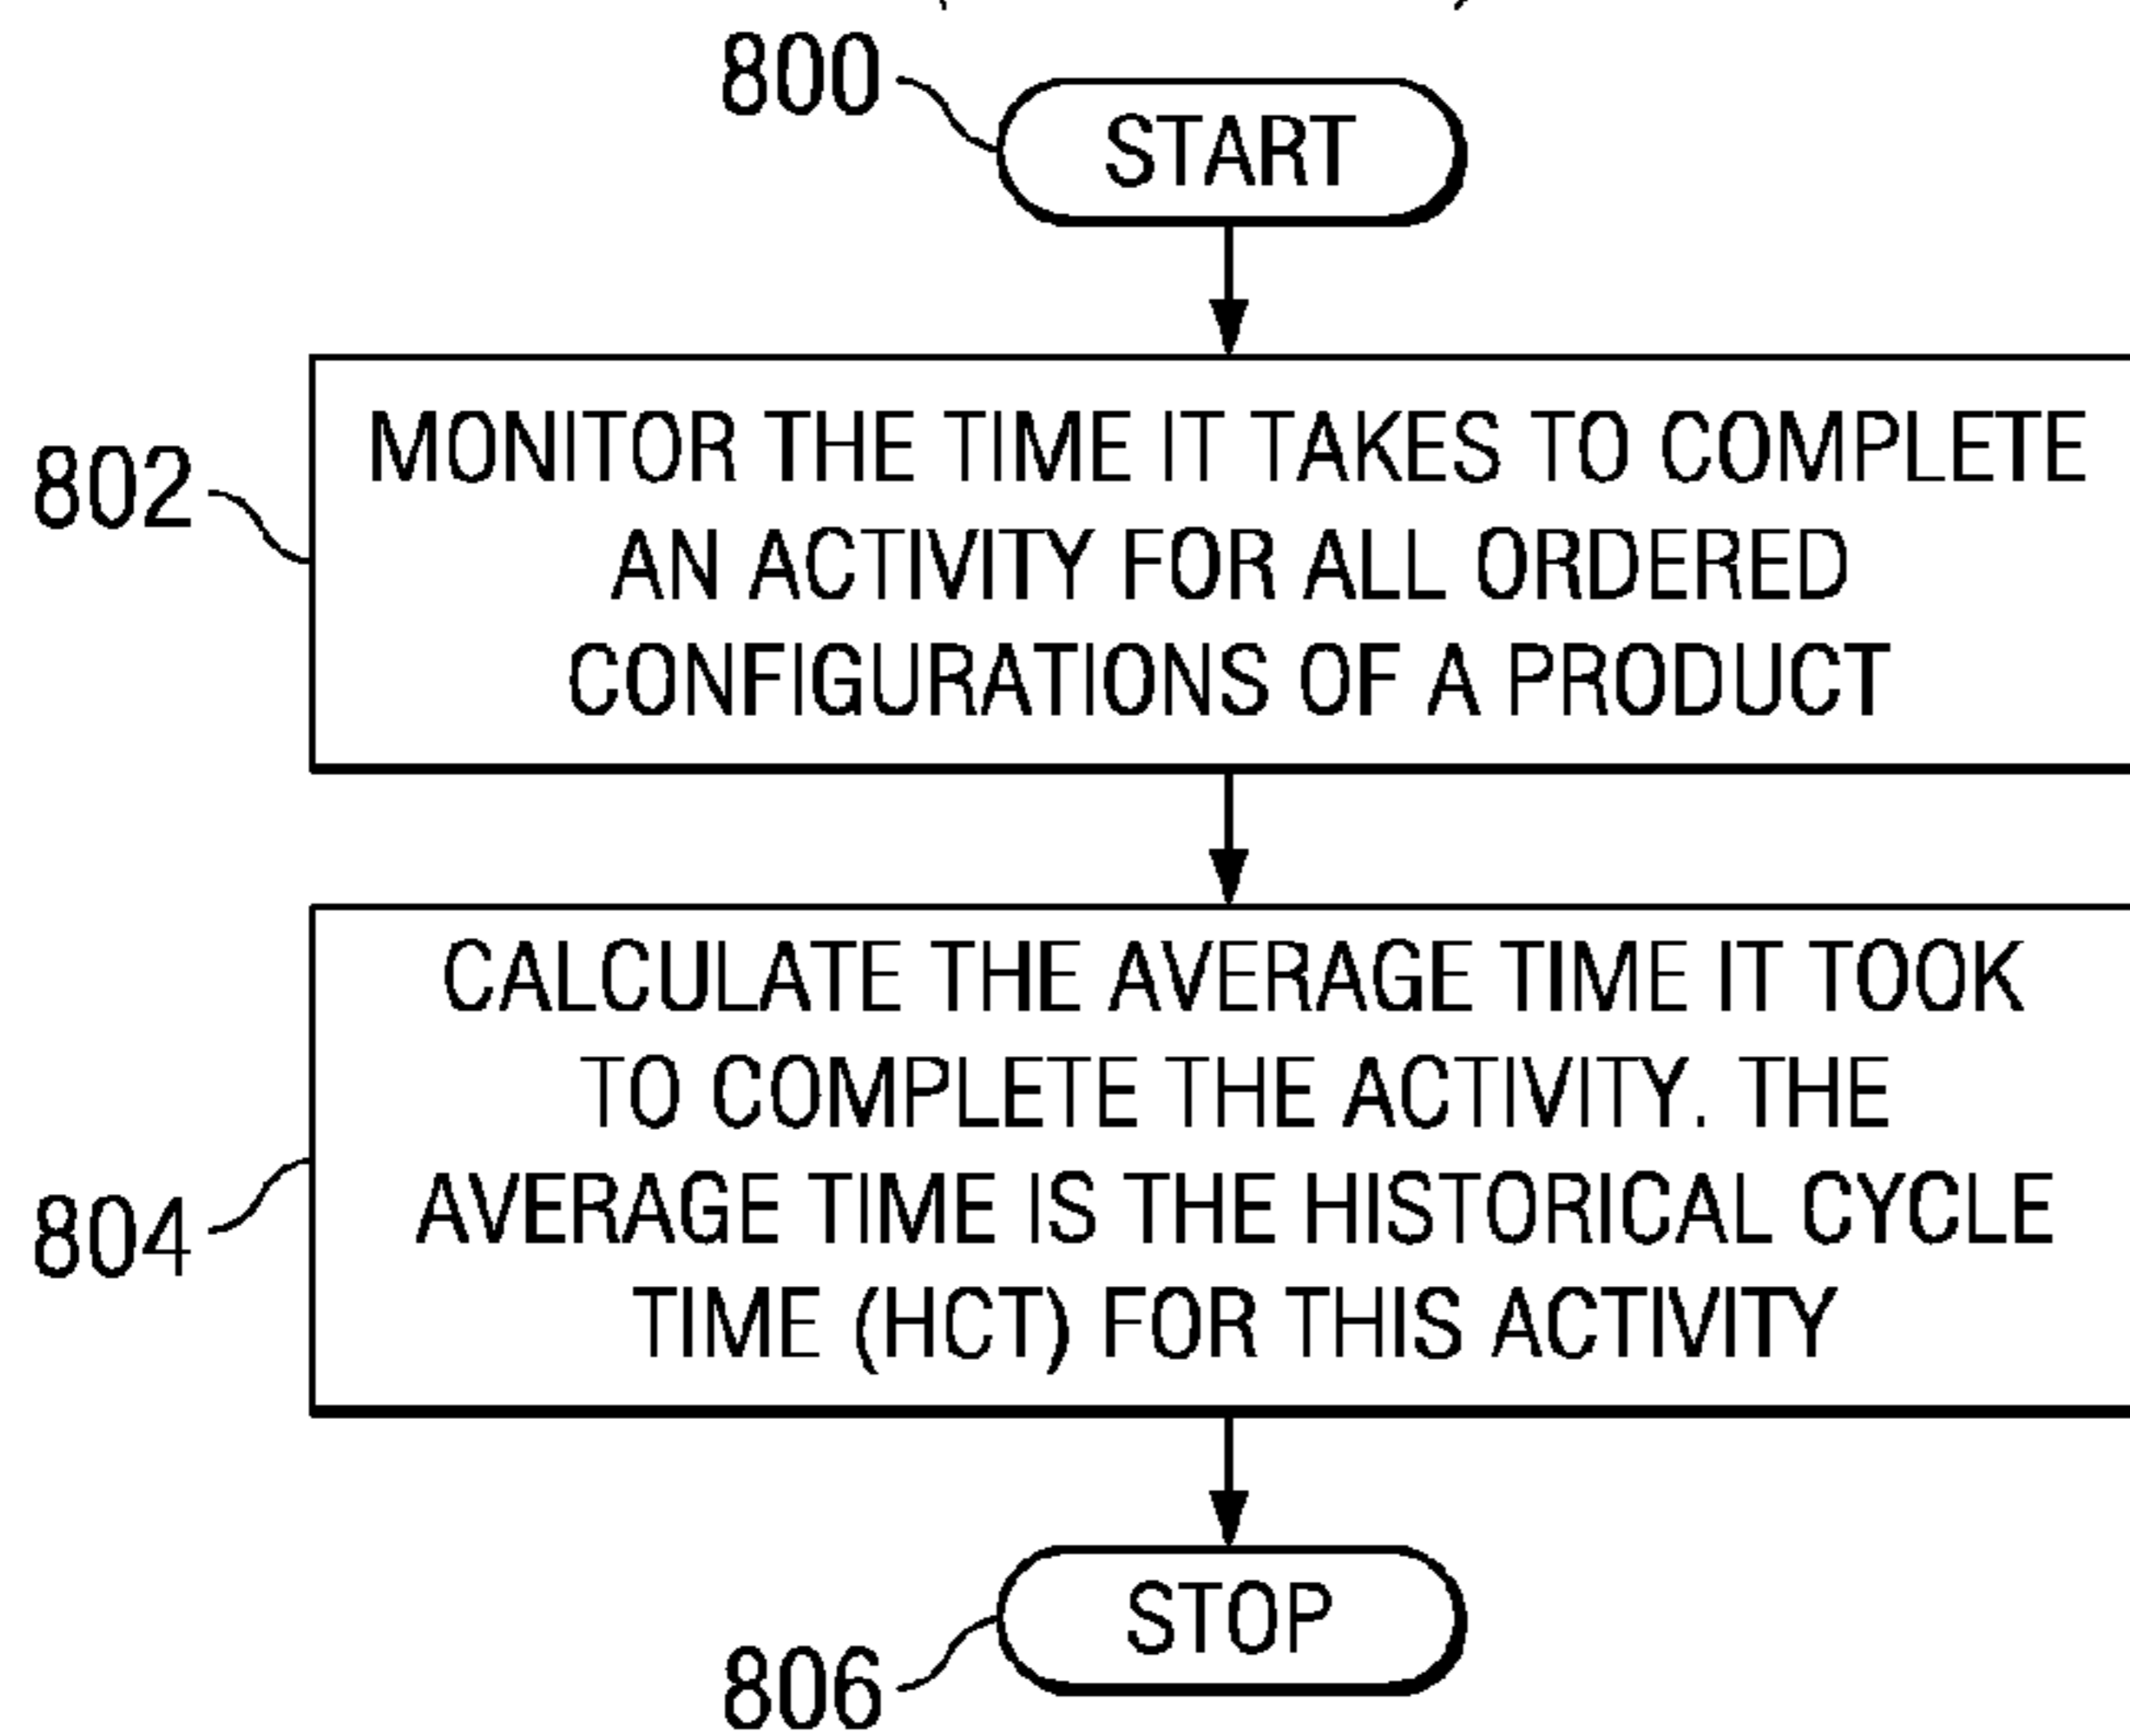 800
START
802
MONITOR THE TIME IT TAKES TO COMPLETE
AN ACTIVITY FOR ALL ORDERED
CONFIGURATIONS OF A PRODUCT
804
CALCULATE THE AVERAGE TIME IT TOOK
TO COMPLETE THE ACTIVITY. THE
AVERAGE TIME IS THE HISTORICAL CYCLE
TIME (HCT) FOR THIS ACTIVITY
806
STOP